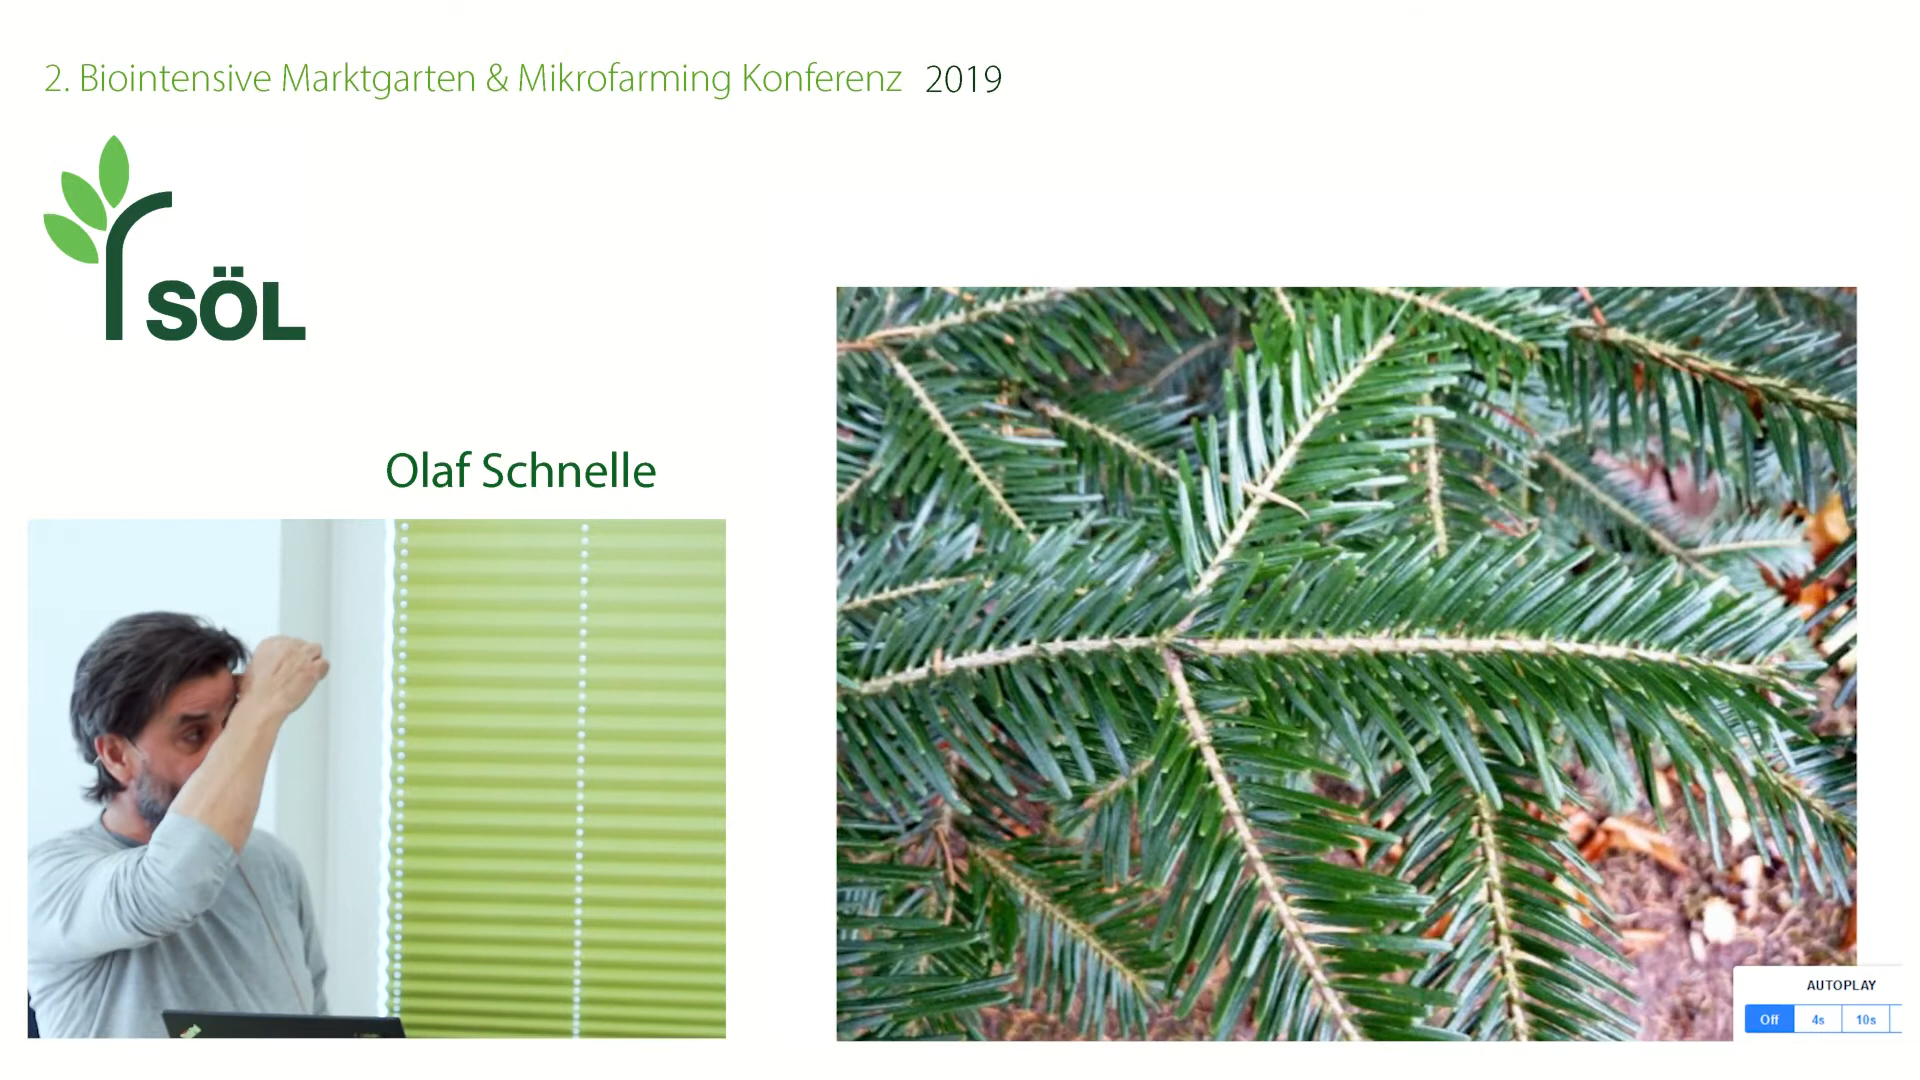 2. Biointensive Marktgarten & Mikrofarming Konferenz 2019
SÖL
Olaf Schnelle
AUTOPLAY
Off 4s 10s